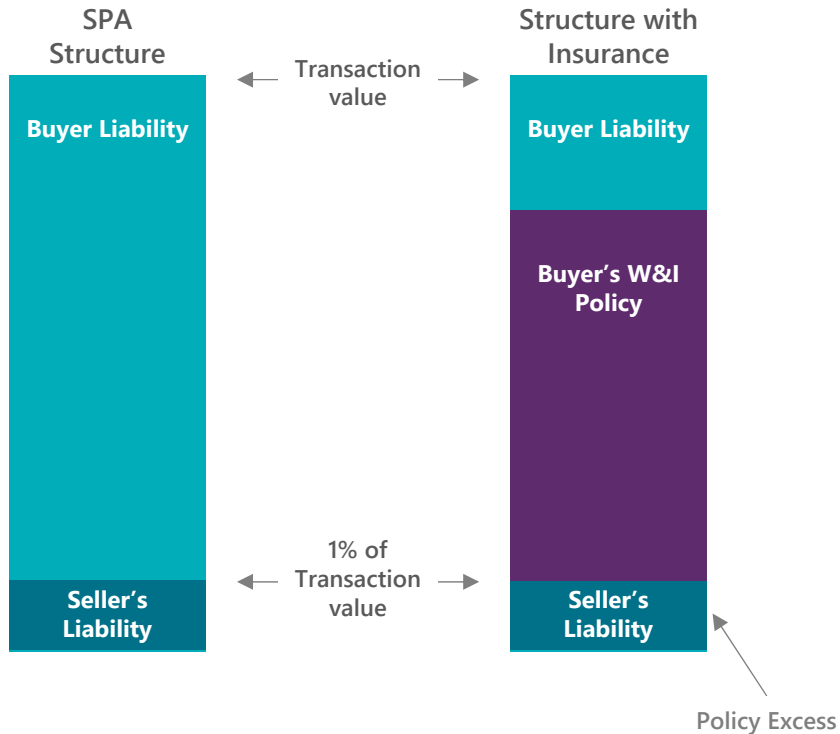 SPA
Structure
Structure with
Insurance
Transaction
value
Buyer Liability
Buyer Liability
Buyer’s W&I
Policy
1% of
Transaction
value
Seller’s
Liability
Seller’s
Liability
Policy Excess